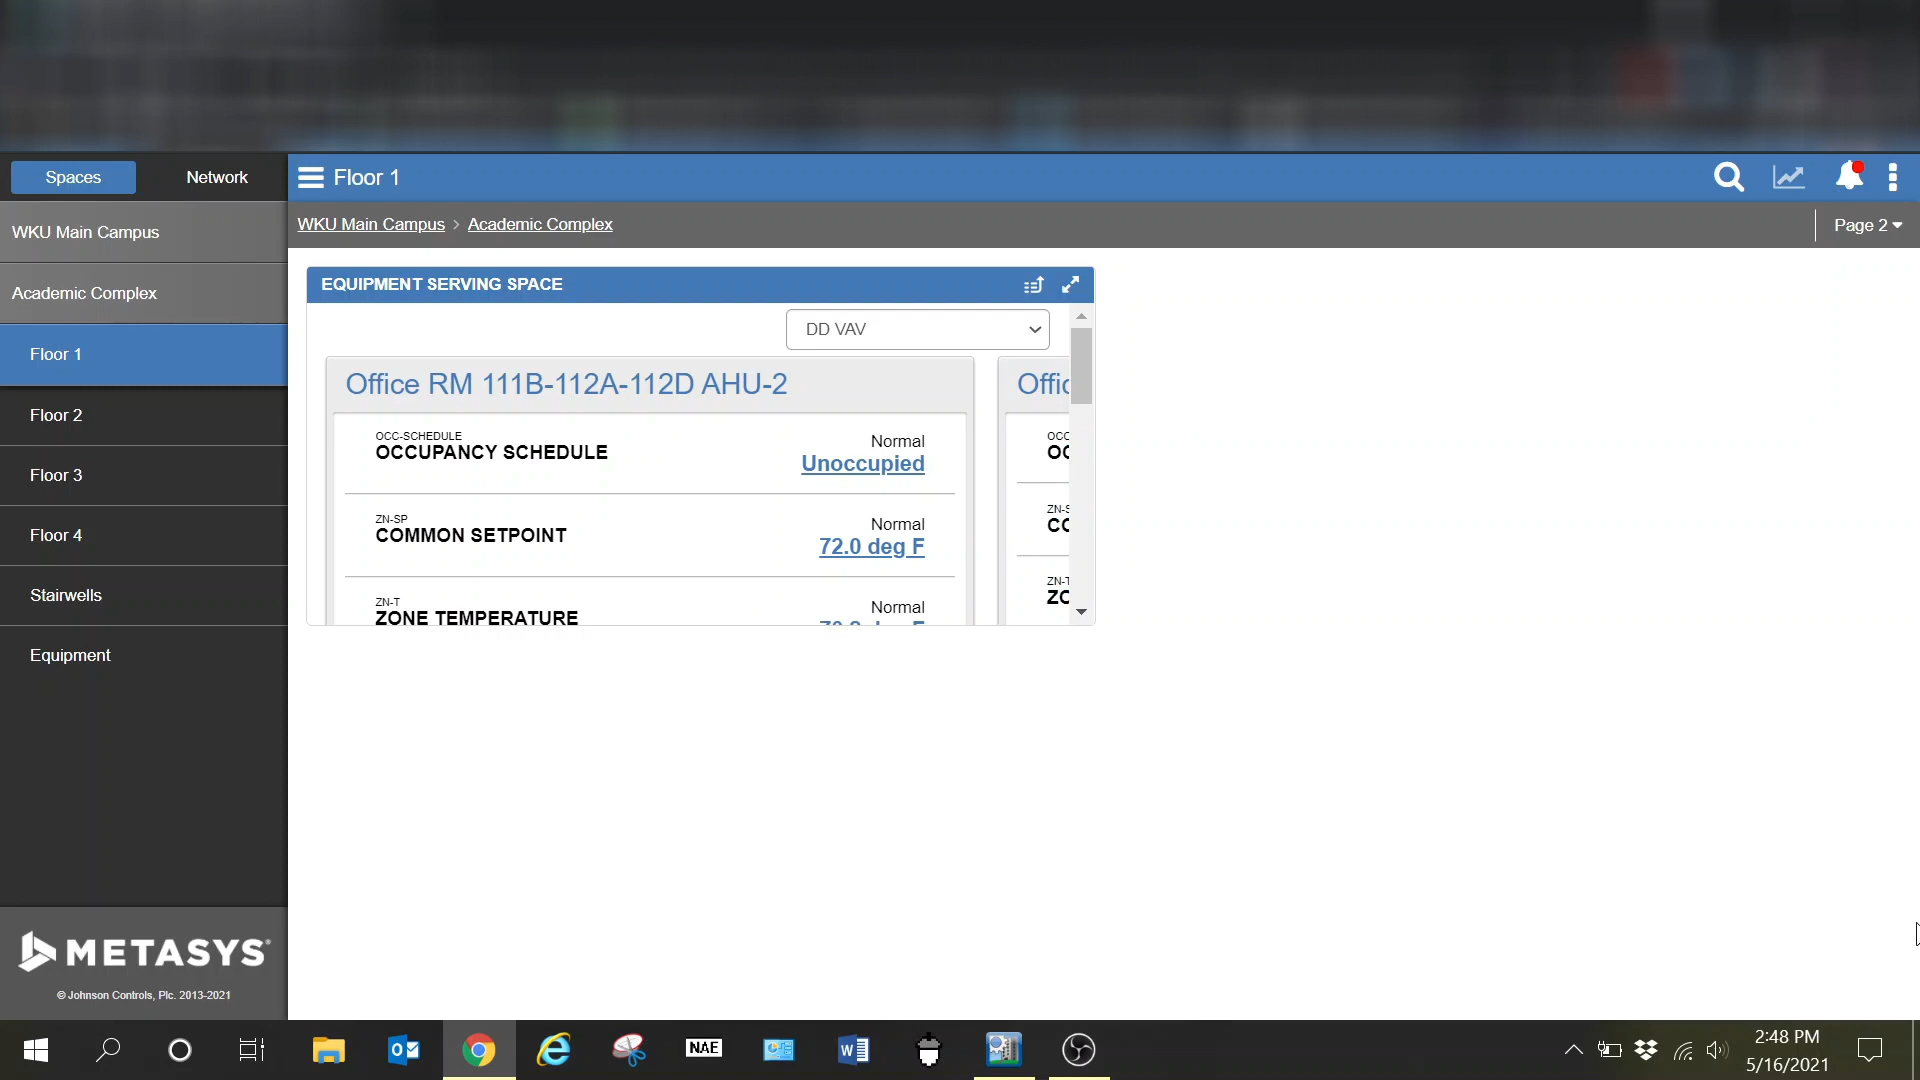 Spaces
Network
Floor 1
WKU Main Campus
WKU Main Campus > Academic Complex
Page 2
Academic Complex
Floor 1
Floor 2
Floor 3
Floor 4
Stairwells
Equipment
EQUIPMENT SERVING SPACE
DD VAV
Office RM 111B-112A-112D AHU-2
OCC-SCHEDULE
OCCUPANCY SCHEDULE
Normal
Unoccupied
ZN-SP
COMMON SETPOINT
Normal
72.0 deg F
ZN-T
ZONE TEMPERATURE
Normal
METASYS®
© Johnson Controls, Plc. 2013-2021
NAE
2:48 PM
5/16/2021